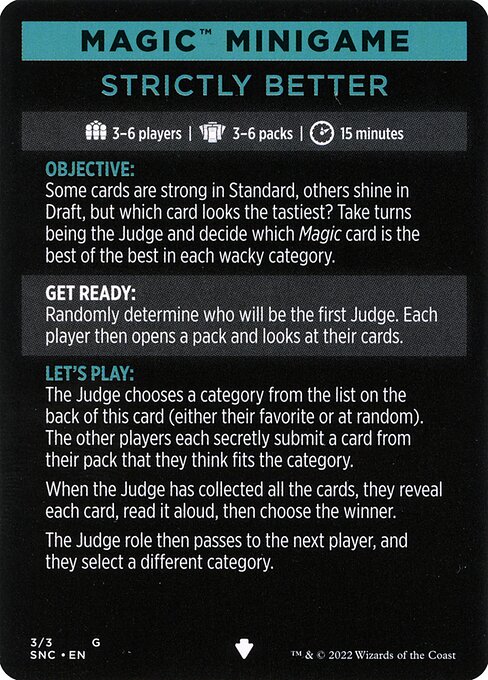 MAGIC™ MINIGAME
STRICTLY BETTER
3–6 players | 3–6 packs | 15 minutes
OBJECTIVE:
Some cards are strong in Standard, others shine in
Draft, but which card looks the tastiest? Take turns
being the Judge and decide which Magic card is the
best of the best in each wacky category.
GET READY:
Randomly determine who will be the first Judge. Each
player then opens a pack and looks at their cards.
LET'S PLAY:
The Judge chooses a category from the list on the
back of this card (either their favorite or at random).
The other players each secretly submit a card from
their pack that they think fits the category.
When the Judge has collected all the cards, they reveal
each card, read it aloud, then choose the winner.
The Judge role then passes to the next player, and
they select a different category.
3/3 G
SNC • EN
™ & © 2022 Wizards of the Coast